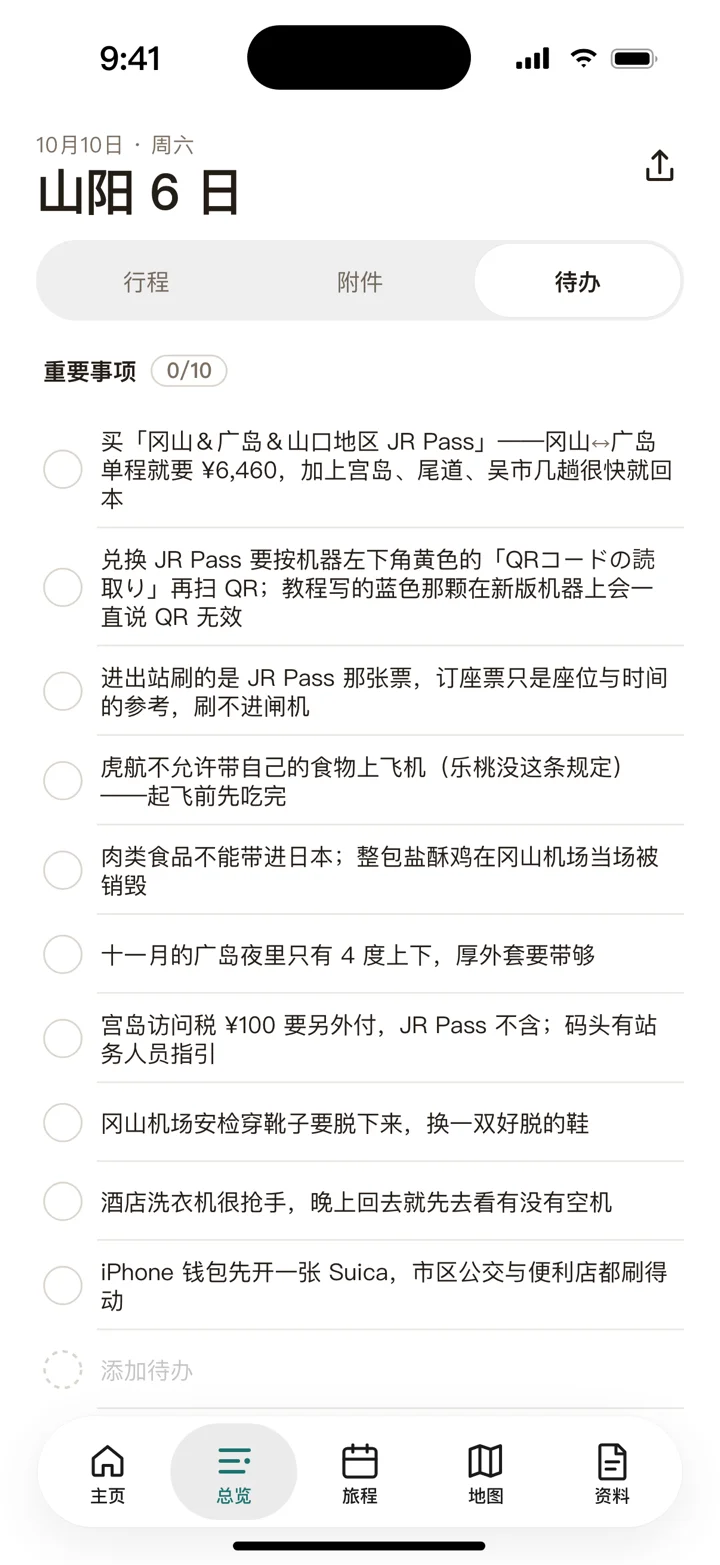 9:41
10月10日 · 周六
山阳 6 日
行程
附件
待办
重要事项 0/10
买「冈山＆广岛＆山口地区 JR Pass」——冈山↔广岛
单程就要 ¥6,460，加上宫岛、尾道、吴市几趟很快就回
本
兑换 JR Pass 要按机器左下角黄色的「QRコードの読
取り」再扫 QR；教程写的蓝色那颗在新版机器上会一
直说 QR 无效
进出站刷的是 JR Pass 那张票，订座票只是座位与时间
的参考，刷不进闸机
虎航不允许带自己的食物上飞机（乐桃没这条规定）
——起飞前先吃完
肉类食品不能带进日本；整包盐酥鸡在冈山机场当场被
销毁
十一月的广岛夜里只有 4 度上下，厚外套要带够
宫岛访问税 ¥100 要另外付，JR Pass 不含；码头有站
务人员指引
冈山机场安检穿靴子要脱下来，换一双好脱的鞋
酒店洗衣机很抢手，晚上回去就先去看有没有空机
iPhone 钱包先开一张 Suica，市区公交与便利店都刷得
动
添加待办
主页
总览
旅程
地图
资料